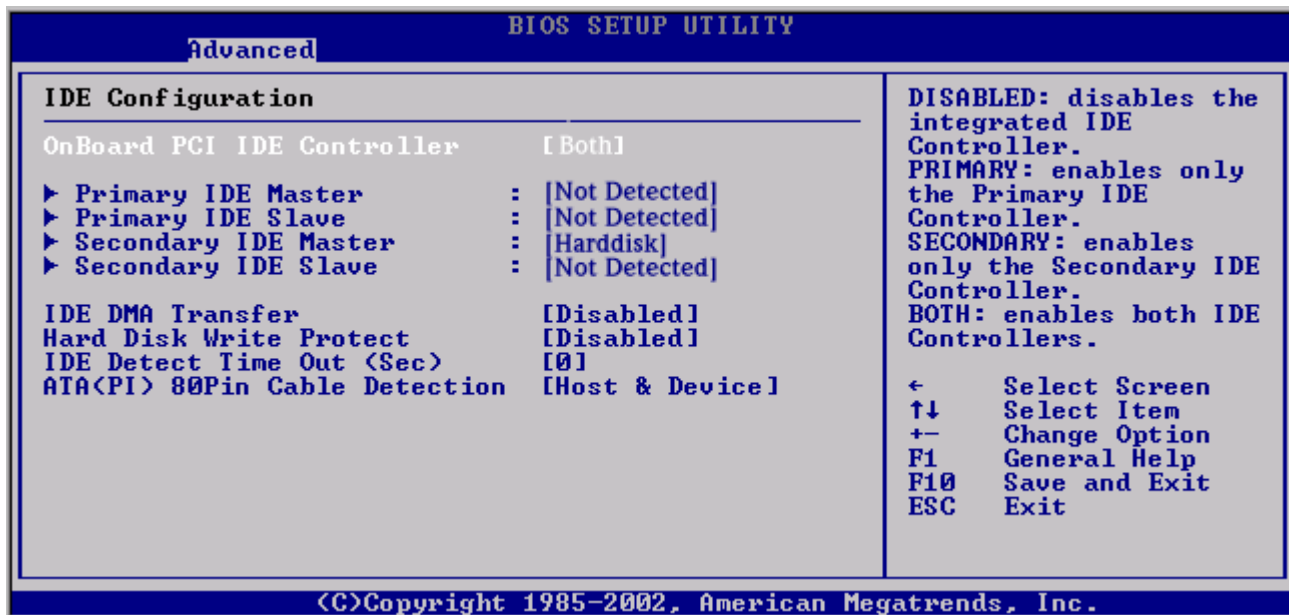 BIOS SETUP UTILITY
Advanced
IDE Configuration
OnBoard PCI IDE Controller [Both]
▶ Primary IDE Master : [Not Detected]
▶ Primary IDE Slave : [Not Detected]
▶ Secondary IDE Master : [Harddisk]
▶ Secondary IDE Slave : [Not Detected]
IDE DMA Transfer [Disabled]
Hard Disk Write Protect [Disabled]
IDE Detect Time Out (Sec) [0]
ATA(PI) 80Pin Cable Detection [Host & Device]
DISABLED: disables the
integrated IDE
Controller.
PRIMARY: enables only
the Primary IDE
Controller.
SECONDARY: enables
only the Secondary IDE
Controller.
BOTH: enables both IDE
Controllers.
← Select Screen
↑↓ Select Item
+- Change Option
F1 General Help
F10 Save and Exit
ESC Exit
(C)Copyright 1985-2002, American Megatrends, Inc.